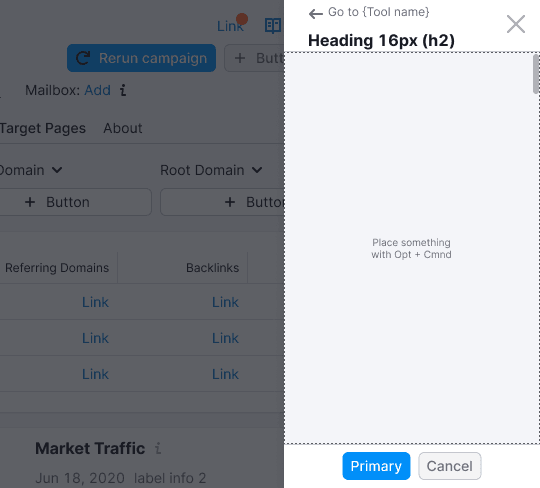 Link
Rerun campaign
+ Butt
Mailbox: Add
Target Pages About
Domain Root Domain
+ Button + Button
Referring Domains Backlinks
Link Link
Link Link
Link Link
Market Traffic
Jun 18, 2020 label info 2
Go to {Tool name}
Heading 16px (h2)
Place something
with Opt + Cmnd
Primary Cancel